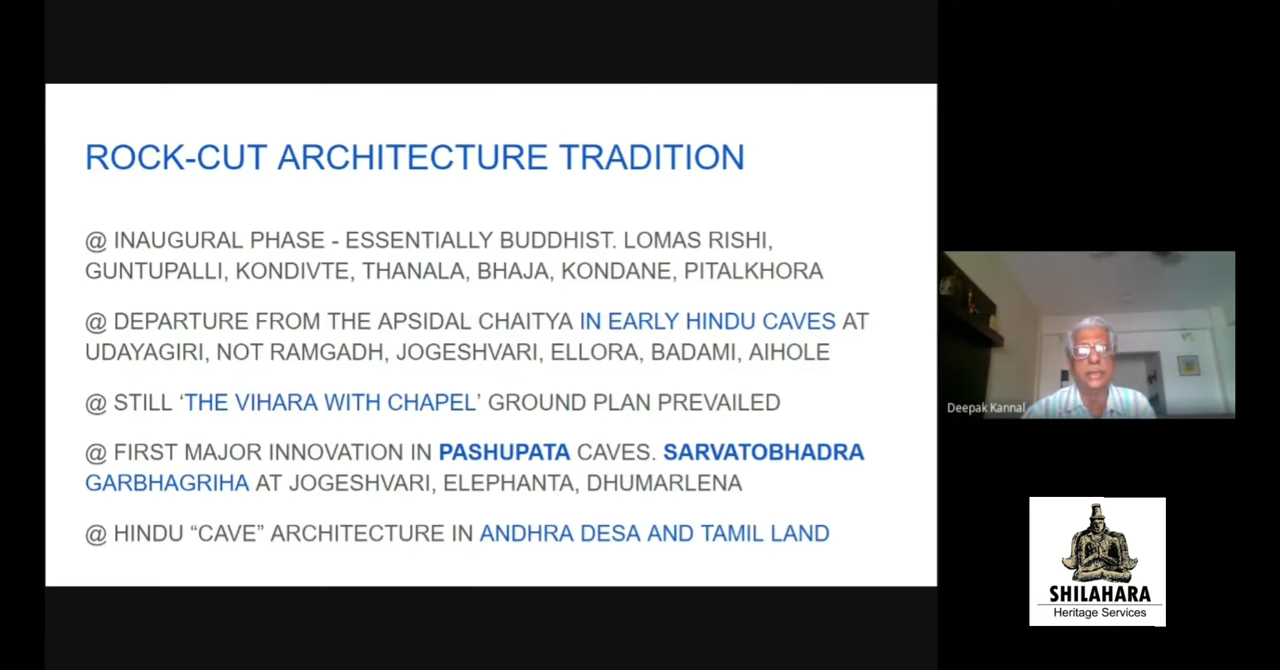 ROCK-CUT ARCHITECTURE TRADITION
@ INAUGURAL PHASE - ESSENTIALLY BUDDHIST. LOMAS RISHI,
GUNTUPALLI, KONDIVTE, THANALA, BHAJA, KONDANE, PITALKHORA
@ DEPARTURE FROM THE APSIDAL CHAITYA IN EARLY HINDU CAVES AT
UDAYAGIRI, NOT RAMGADH, JOGESHVARI, ELLORA, BADAMI, AIHOLE
@ STILL ‘THE VIHARA WITH CHAPEL’ GROUND PLAN PREVAILED
@ FIRST MAJOR INNOVATION IN PASHUPATA CAVES. SARVATOBHADRA
GARBHAGRIHA AT JOGESHVARI, ELEPHANTA, DHUMARLENA
@ HINDU “CAVE” ARCHITECTURE IN ANDHRA DESA AND TAMIL LAND
Deepak Kannal
SHILAHARA
Heritage Services